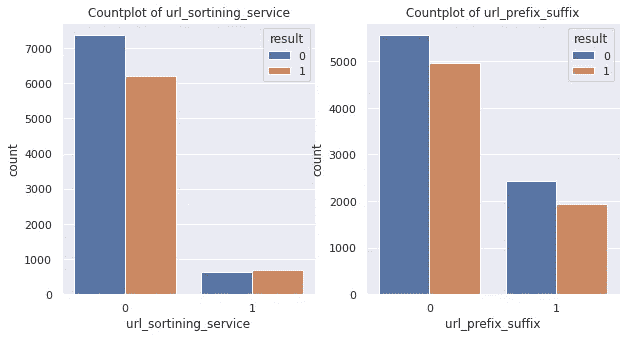 Countplot of url_sortining_service
result
0
1
7000
6000
5000
4000
3000
2000
1000
0
count
0
1
url_sortining_service
Countplot of url_prefix_suffix
result
0
1
5000
4000
3000
2000
1000
0
count
0
1
url_prefix_suffix